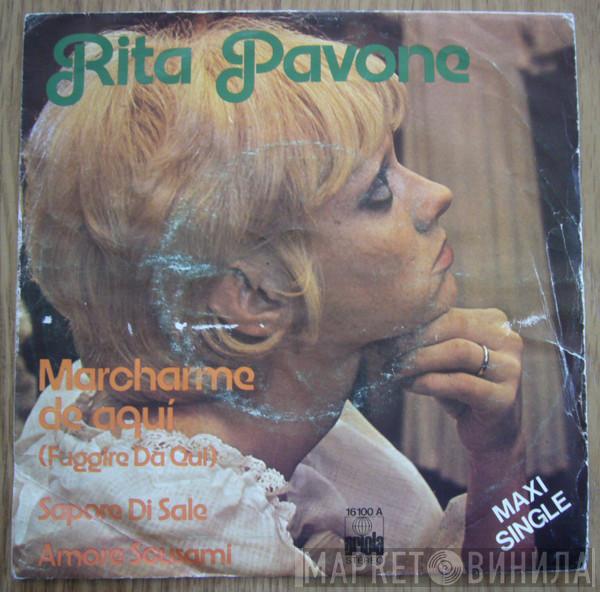 Rita Pavone
Marcharme
de aquí
(Fuggire Da Qui)
Sapore Di Sale
Amore Scusami
16100 A
ariola
STEREO
MAXI
SINGLE
МАРКЕТ ВИНИЛА